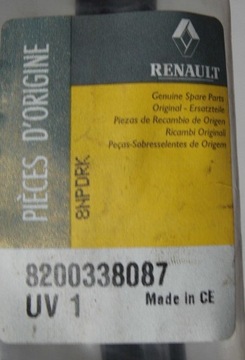 RENAULT
PIÈCES D'ORIGINE
Genuine Spare Parts
Original - Ersatzteile
Piezas de Recambio de Origen
Ricambi Originali
Peças-Sobresselentes de Origem
8NPDRK
8200338087
UV 1 Made in CE